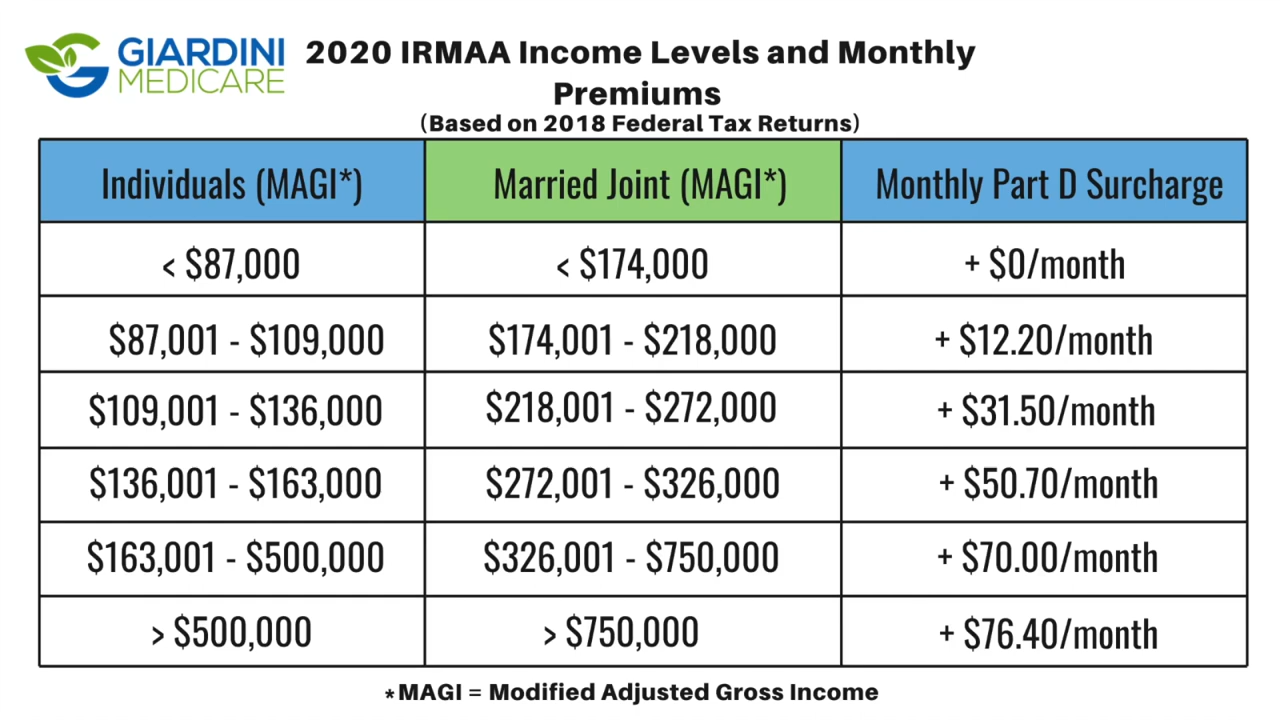 GIARDINI
MEDICARE
2020 IRMAA Income Levels and Monthly
Premiums
(Based on 2018 Federal Tax Returns)
Individuals (MAGI*) Married Joint (MAGI*) Monthly Part D Surcharge
< $87,000 < $174,000 + $0/month
$87,001 - $109,000 $174,001 - $218,000 + $12.20/month
$109,001 - $136,000 $218,001 - $272,000 + $31.50/month
$136,001 - $163,000 $272,001 - $326,000 + $50.70/month
$163,001 - $500,000 $326,001 - $750,000 + $70.00/month
> $500,000 > $750,000 + $76.40/month
*MAGI = Modified Adjusted Gross Income